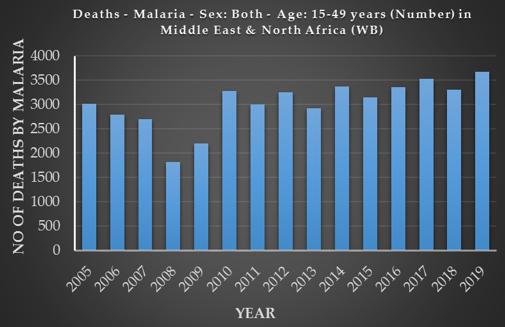 Deaths - Malaria - Sex: Both - Age: 15-49 years (Number) in
Middle East & North Africa (WB)
NO OF DEATHS BY MALARIA
4000
3500
3000
2500
2000
1500
1000
500
0
2005 2006 2007 2008 2009 2010 2011 2012 2013 2014 2015 2016 2017 2018 2019
YEAR